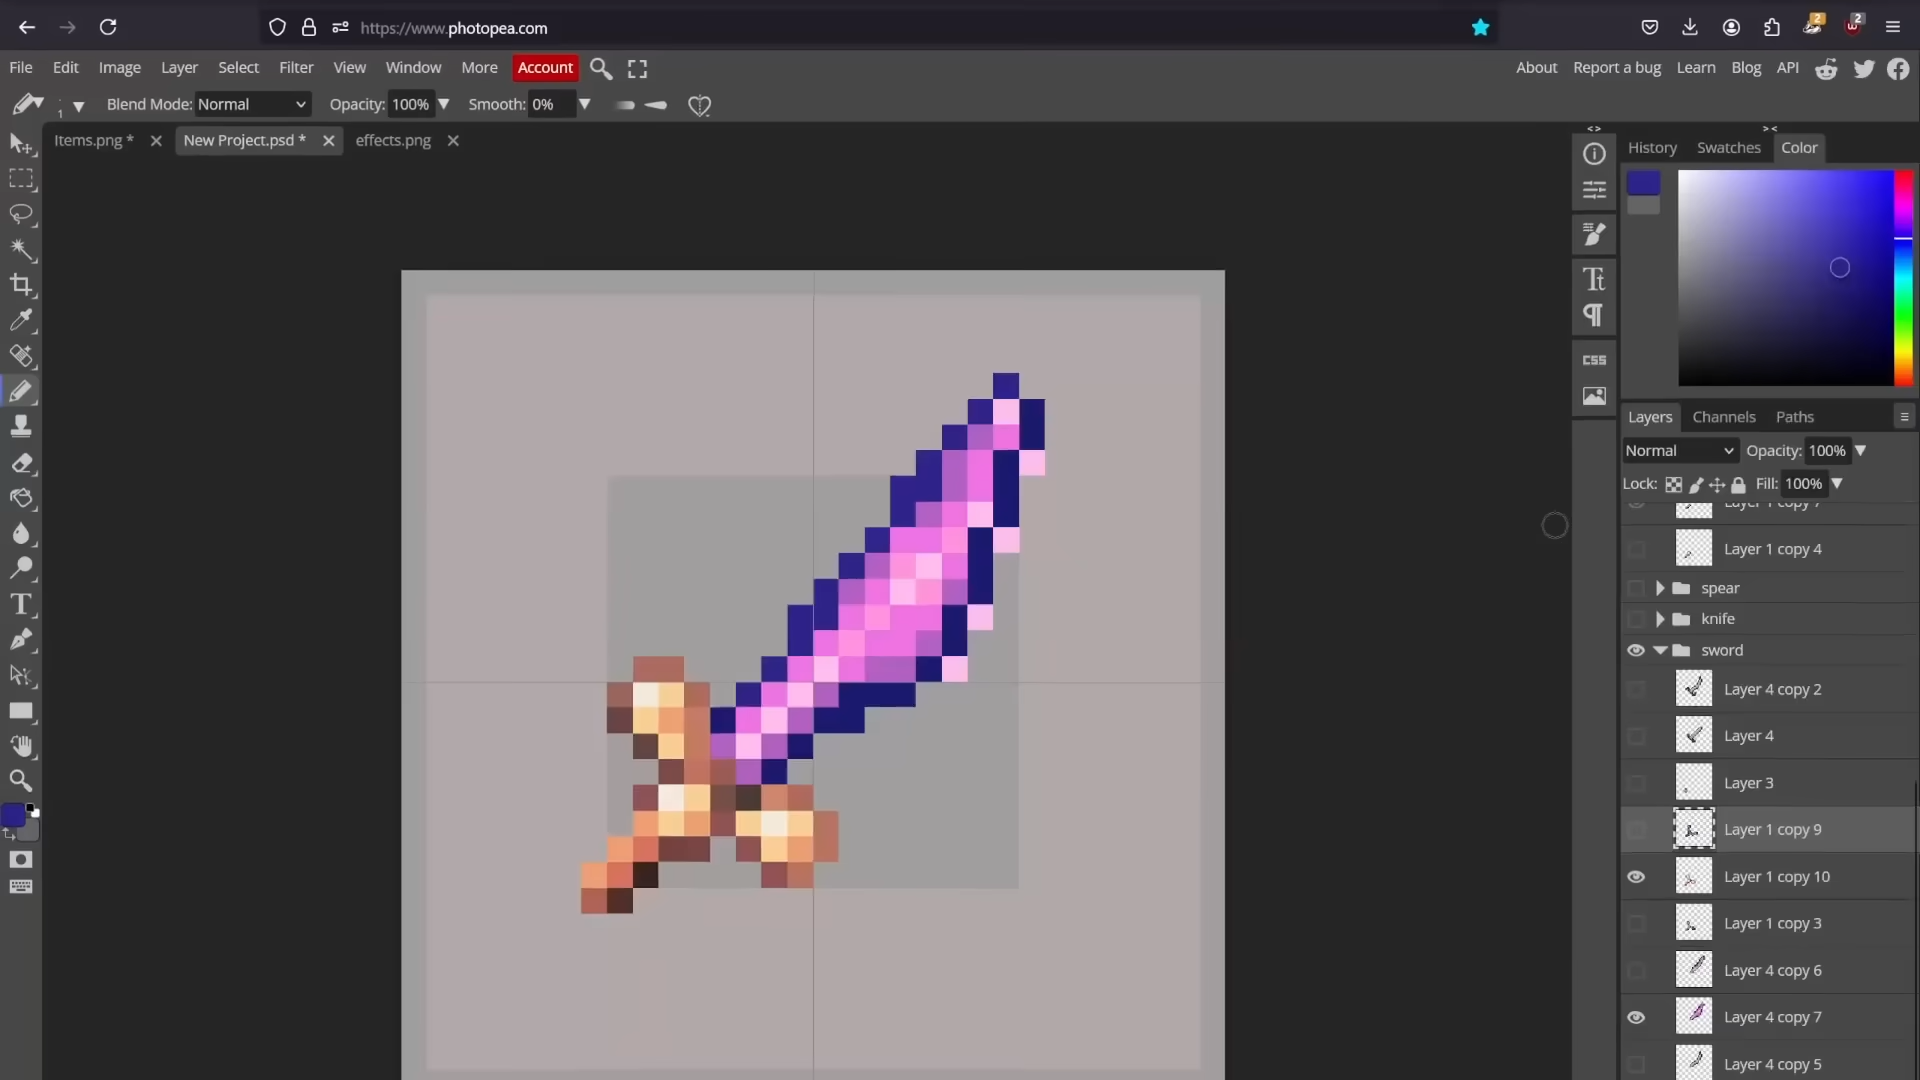 https://www.photopea.com
2
2
File Edit Image Layer Select Filter View Window More Account
About Report a bug Learn Blog API
1 Blend Mode: Normal Opacity: 100% Smooth: 0%
Items.png * New Project.psd * effects.png
< > > <
History Swatches Color
CSS
Layers Channels Paths
Normal Opacity: 100%
Lock: Fill: 100%
Layer 1 copy 4
spear
knife
sword
Layer 4 copy 2
Layer 4
Layer 3
Layer 1 copy 9
Layer 1 copy 10
Layer 1 copy 3
Layer 4 copy 6
Layer 4 copy 7
Layer 4 copy 5